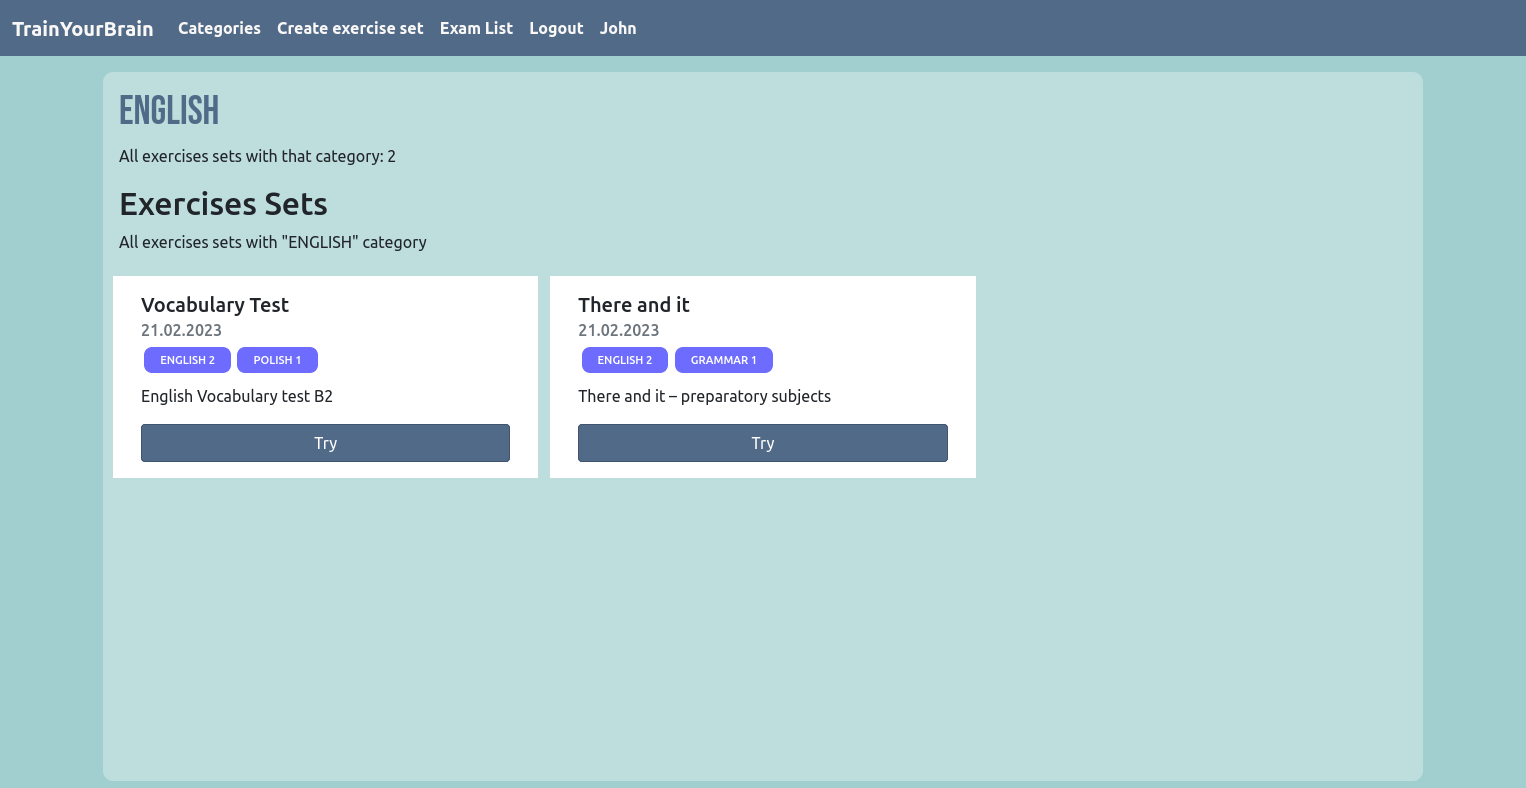 TrainYourBrain Categories Create exercise set Exam List Logout John
ENGLISH
All exercises sets with that category: 2
Exercises Sets
All exercises sets with "ENGLISH" category
Vocabulary Test
21.02.2023
ENGLISH 2 POLISH 1
English Vocabulary test B2
Try
There and it
21.02.2023
ENGLISH 2 GRAMMAR 1
There and it – preparatory subjects
Try